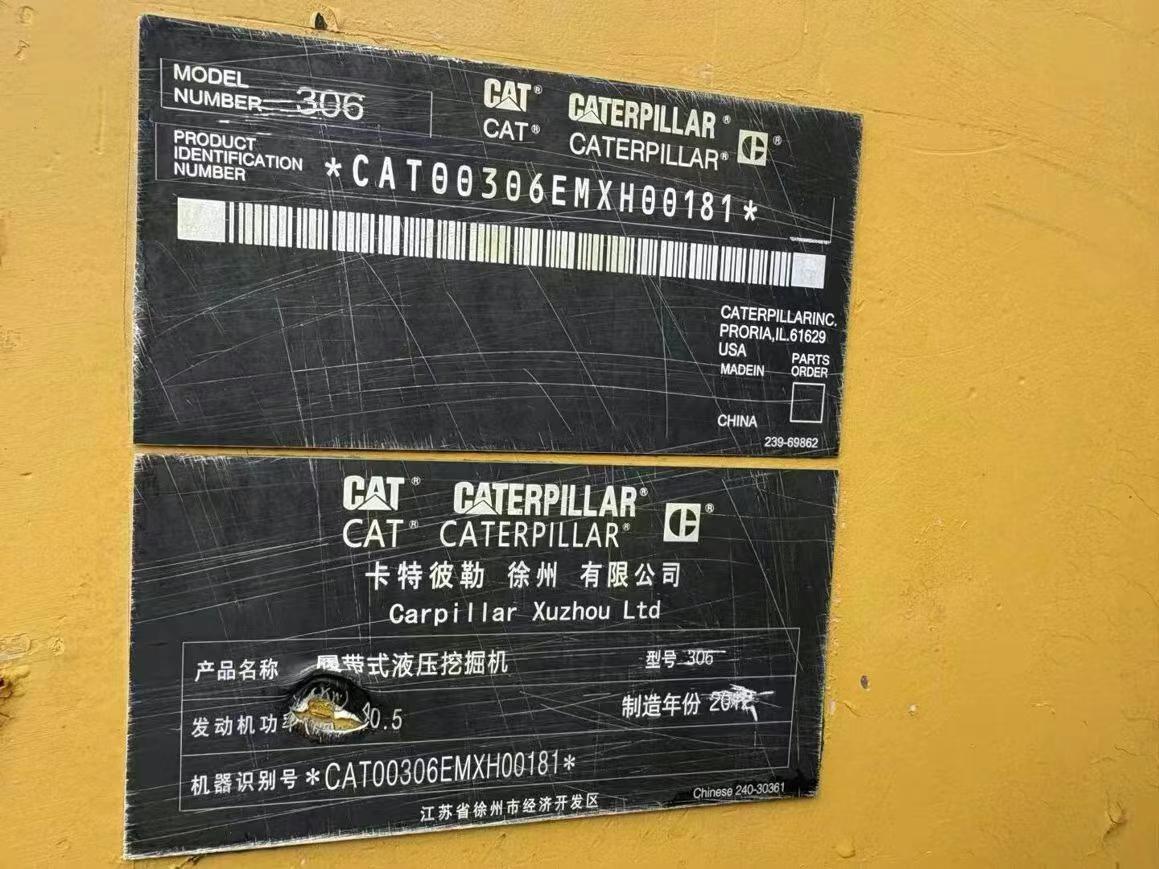 MODEL
NUMBER 306
CAT® CATERPILLAR®
CAT® CATERPILLAR® ®
PRODUCT
IDENTIFICATION
NUMBER
*CAT00306EMXH00181*
CATERPILLARINC.
PRORIA,IL.61629
USA
MADEIN
PARTS
ORDER
CHINA
239-69862
CAT® CATERPILLAR®
CAT® CATERPILLAR® ®
卡特彼勒 徐州 有限公司
Carpillar Xuzhou Ltd
产品名称 履带式液压挖掘机 型号 306
发动机功 0.5 制造年份
机器识别号 *CAT00306EMXH00181*
Chinese 240-30361
江苏省徐州市经济开发区